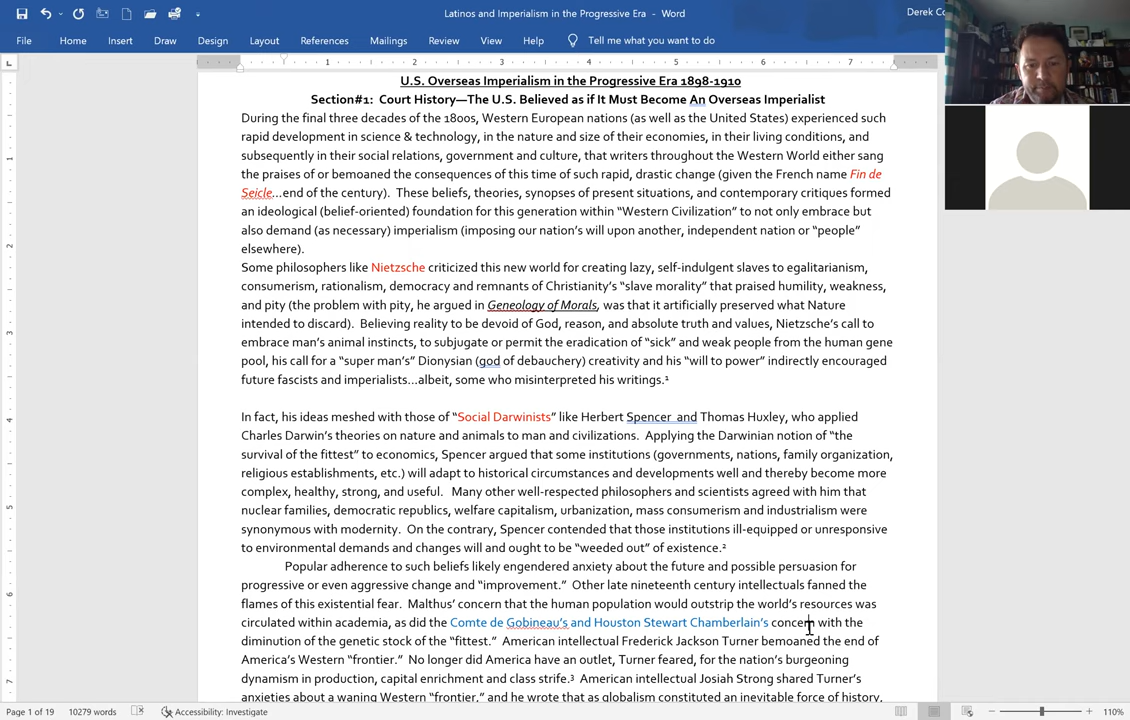 Latinos and Imperialism in the Progressive Era - Word
Derek Co
File Home Insert Draw Design Layout References Mailings Review View Help Tell me what you want to do
1 2 3 4 5 6 7
U.S. Overseas Imperialism in the Progressive Era 1898-1910
Section#1: Court History—The U.S. Believed as if It Must Become An Overseas Imperialist
During the final three decades of the 1800s, Western European nations (as well as the United States) experienced such
rapid development in science & technology, in the nature and size of their economies, in their living conditions, and
subsequently in their social relations, government and culture, that writers throughout the Western World either sang
the praises of or bemoaned the consequences of this time of such rapid, drastic change (given the French name Fin de
Seicle...end of the century). These beliefs, theories, synopses of present situations, and contemporary critiques formed
an ideological (belief-oriented) foundation for this generation within “Western Civilization” to not only embrace but
also demand (as necessary) imperialism (imposing our nation’s will upon another, independent nation or “people”
elsewhere).
Some philosophers like Nietzsche criticized this new world for creating lazy, self-indulgent slaves to egalitarianism,
consumerism, rationalism, democracy and remnants of Christianity’s “slave morality” that praised humility, weakness,
and pity (the problem with pity, he argued in Geneology of Morals, was that it artificially preserved what Nature
intended to discard). Believing reality to be devoid of God, reason, and absolute truth and values, Nietzsche’s call to
embrace man’s animal instincts, to subjugate or permit the eradication of “sick” and weak people from the human gene
pool, his call for a “super man’s” Dionysian (god of debauchery) creativity and his “will to power” indirectly encouraged
future fascists and imperialists...albeit, some who misinterpreted his writings.¹
In fact, his ideas meshed with those of “Social Darwinists” like Herbert Spencer and Thomas Huxley, who applied
Charles Darwin’s theories on nature and animals to man and civilizations. Applying the Darwinian notion of “the
survival of the fittest” to economics, Spencer argued that some institutions (governments, nations, family organization,
religious establishments, etc.) will adapt to historical circumstances and developments well and thereby become more
complex, healthy, strong, and useful. Many other well-respected philosophers and scientists agreed with him that
nuclear families, democratic republics, welfare capitalism, urbanization, mass consumerism and industrialism were
synonymous with modernity. On the contrary, Spencer contended that those institutions ill-equipped or unresponsive
to environmental demands and changes will and ought to be “weeded out” of existence.²
Popular adherence to such beliefs likely engendered anxiety about the future and possible persuasion for
progressive or even aggressive change and “improvement.” Other late nineteenth century intellectuals fanned the
flames of this existential fear. Malthus’ concern that the human population would outstrip the world’s resources was
circulated within academia, as did the Comte de Gobineau’s and Houston Stewart Chamberlain’s concern with the
diminution of the genetic stock of the “fittest.” American intellectual Frederick Jackson Turner bemoaned the end of
America’s Western “frontier.” No longer did America have an outlet, Turner feared, for the nation’s burgeoning
dynamism in production, capital enrichment and class strife.³ American intellectual Josiah Strong shared Turner’s
anxieties about a waning Western “frontier,” and he wrote that as globalism constituted an inevitable force of history,
Page 1 of 19 10279 words Accessibility: Investigate 110%